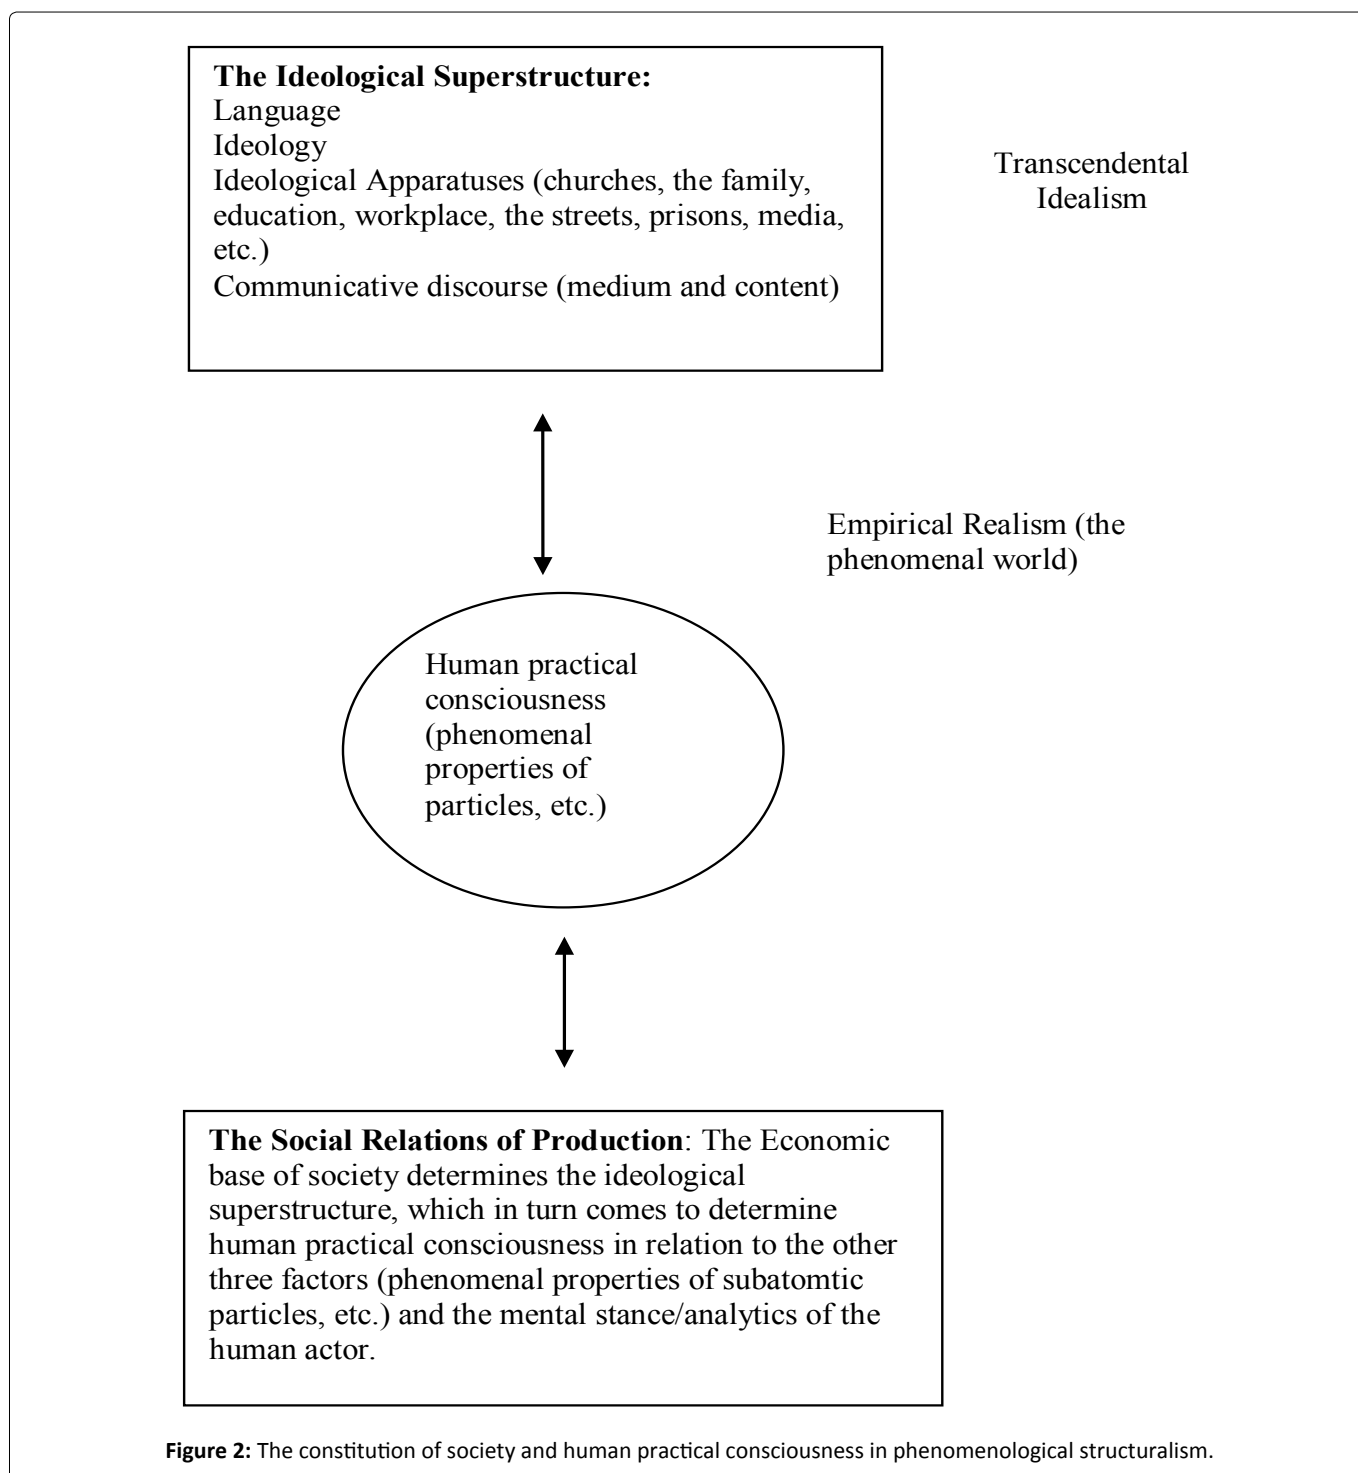 The Ideological Superstructure:
Language
Ideology
Ideological Apparatuses (churches, the family,
education, workplace, the streets, prisons, media,
etc.)
Communicative discourse (medium and content)
Transcendental
Idealism
Empirical Realism (the
phenomenal world)
Human practical
consciousness
(phenomenal
properties of
particles, etc.)
The Social Relations of Production: The Economic
base of society determines the ideological
superstructure, which in turn comes to determine
human practical consciousness in relation to the other
three factors (phenomenal properties of subatomtic
particles, etc.) and the mental stance/analytics of the
human actor.
Figure 2: The constitution of society and human practical consciousness in phenomenological structuralism.